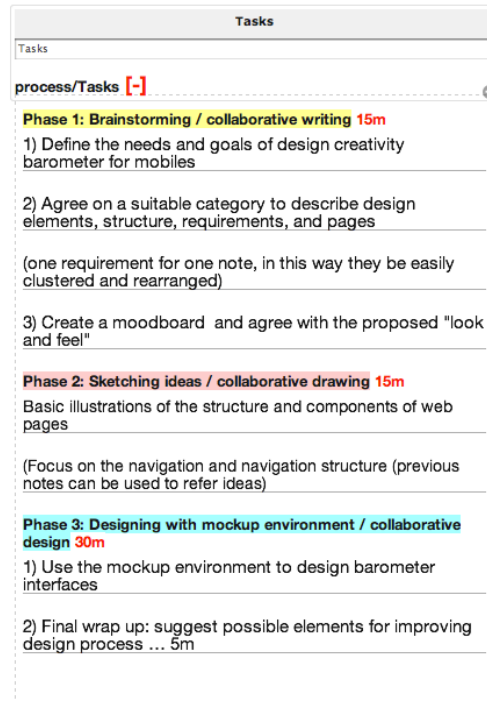 Tasks
Tasks
process/Tasks [-]
Phase 1: Brainstorming / collaborative writing 15m
1) Define the needs and goals of design creativity
barometer for mobiles
2) Agree on a suitable category to describe design
elements, structure, requirements, and pages
(one requirement for one note, in this way they be easily
clustered and rearranged)
3) Create a moodboard  and agree with the proposed "look
and feel"
Phase 2: Sketching ideas / collaborative drawing 15m
Basic illustrations of the structure and components of web
pages
(Focus on the navigation and navigation structure (previous
notes can be used to refer ideas)
Phase 3: Designing with mockup environment / collaborative
design 30m
1) Use the mockup environment to design barometer
interfaces
2) Final wrap up: suggest possible elements for improving
design process ... 5m